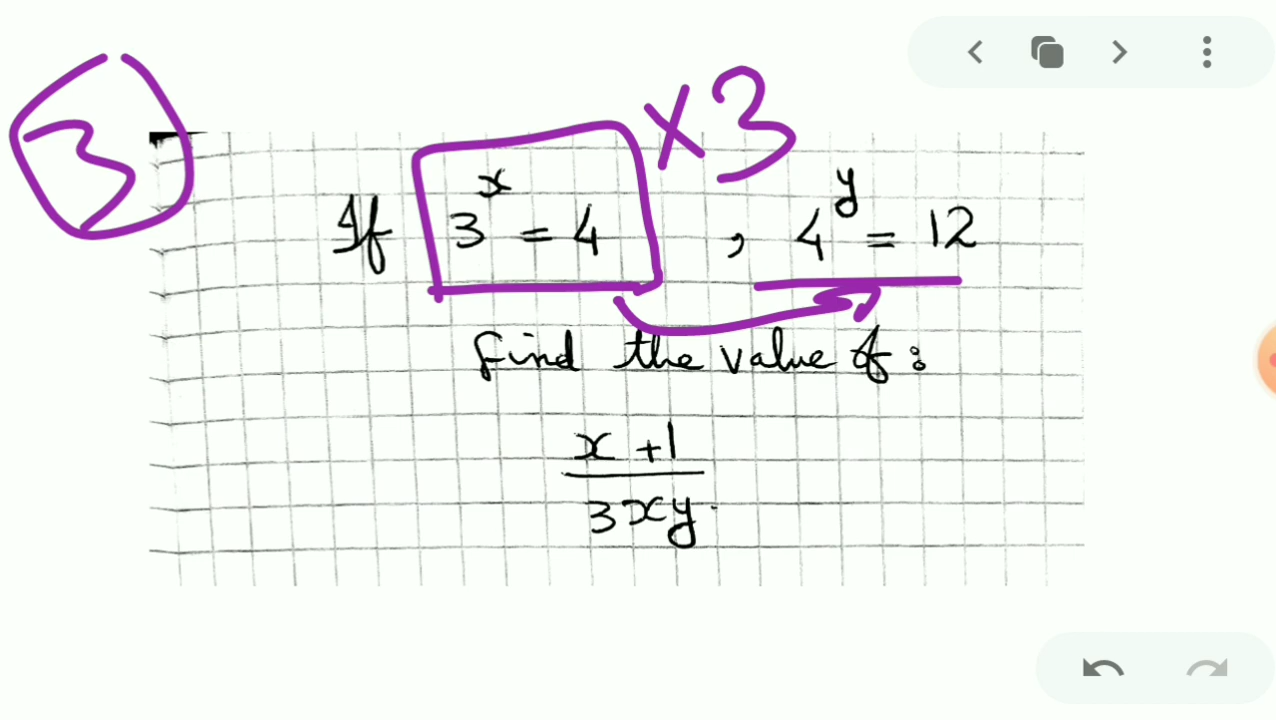 3
×3
If 3^x = 4 , 4^y = 12
find the value of :
x + 1
3xy